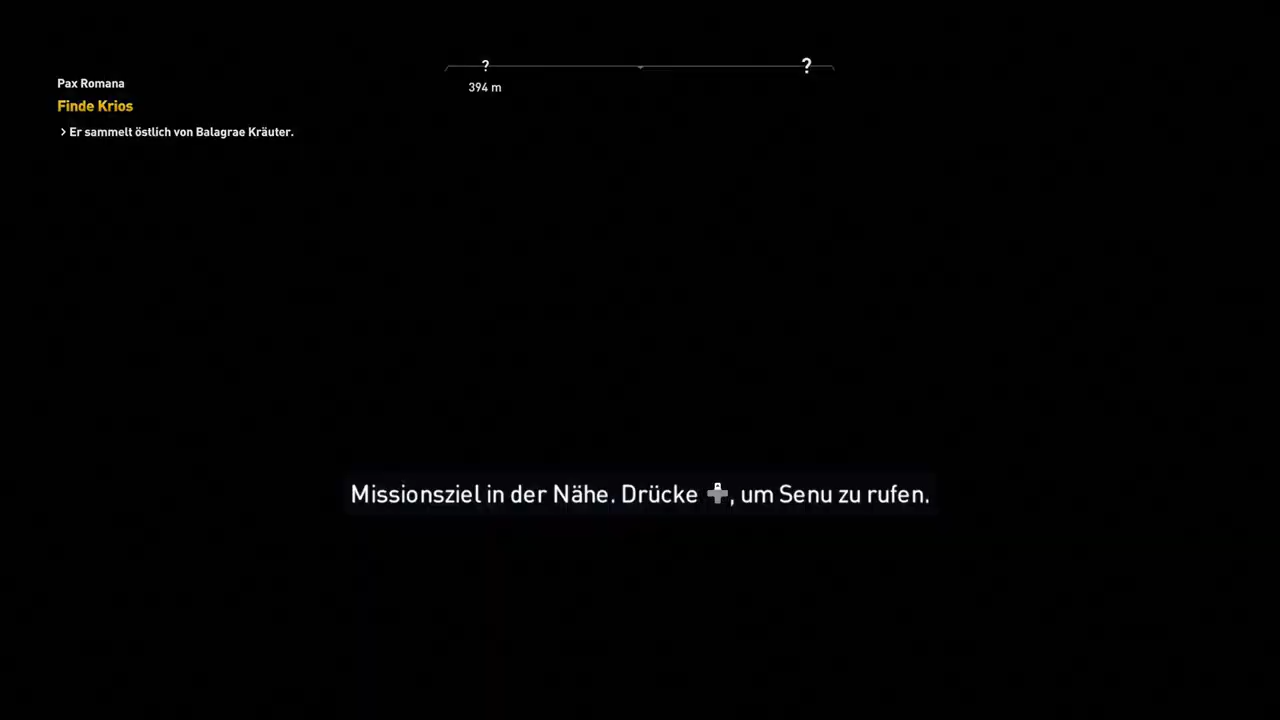 ?
?
394 m
Pax Romana
Finde Krios
> Er sammelt östlich von Balagrae Kräuter.
Missionsziel in der Nähe. Drücke , um Senu zu rufen.